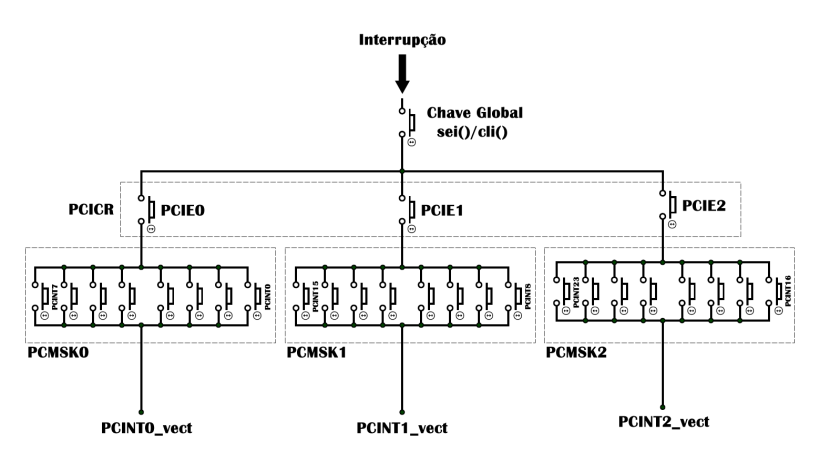 Interrupção
Chave Global
sei()/cli()
PCICR
PCIE0
PCIE1
PCIE2
PCINT7
PCINT0
PCINT15
PCINT8
PCINT23
PCINT16
PCMSK0
PCMSK1
PCMSK2
PCINT0_vect
PCINT1_vect
PCINT2_vect